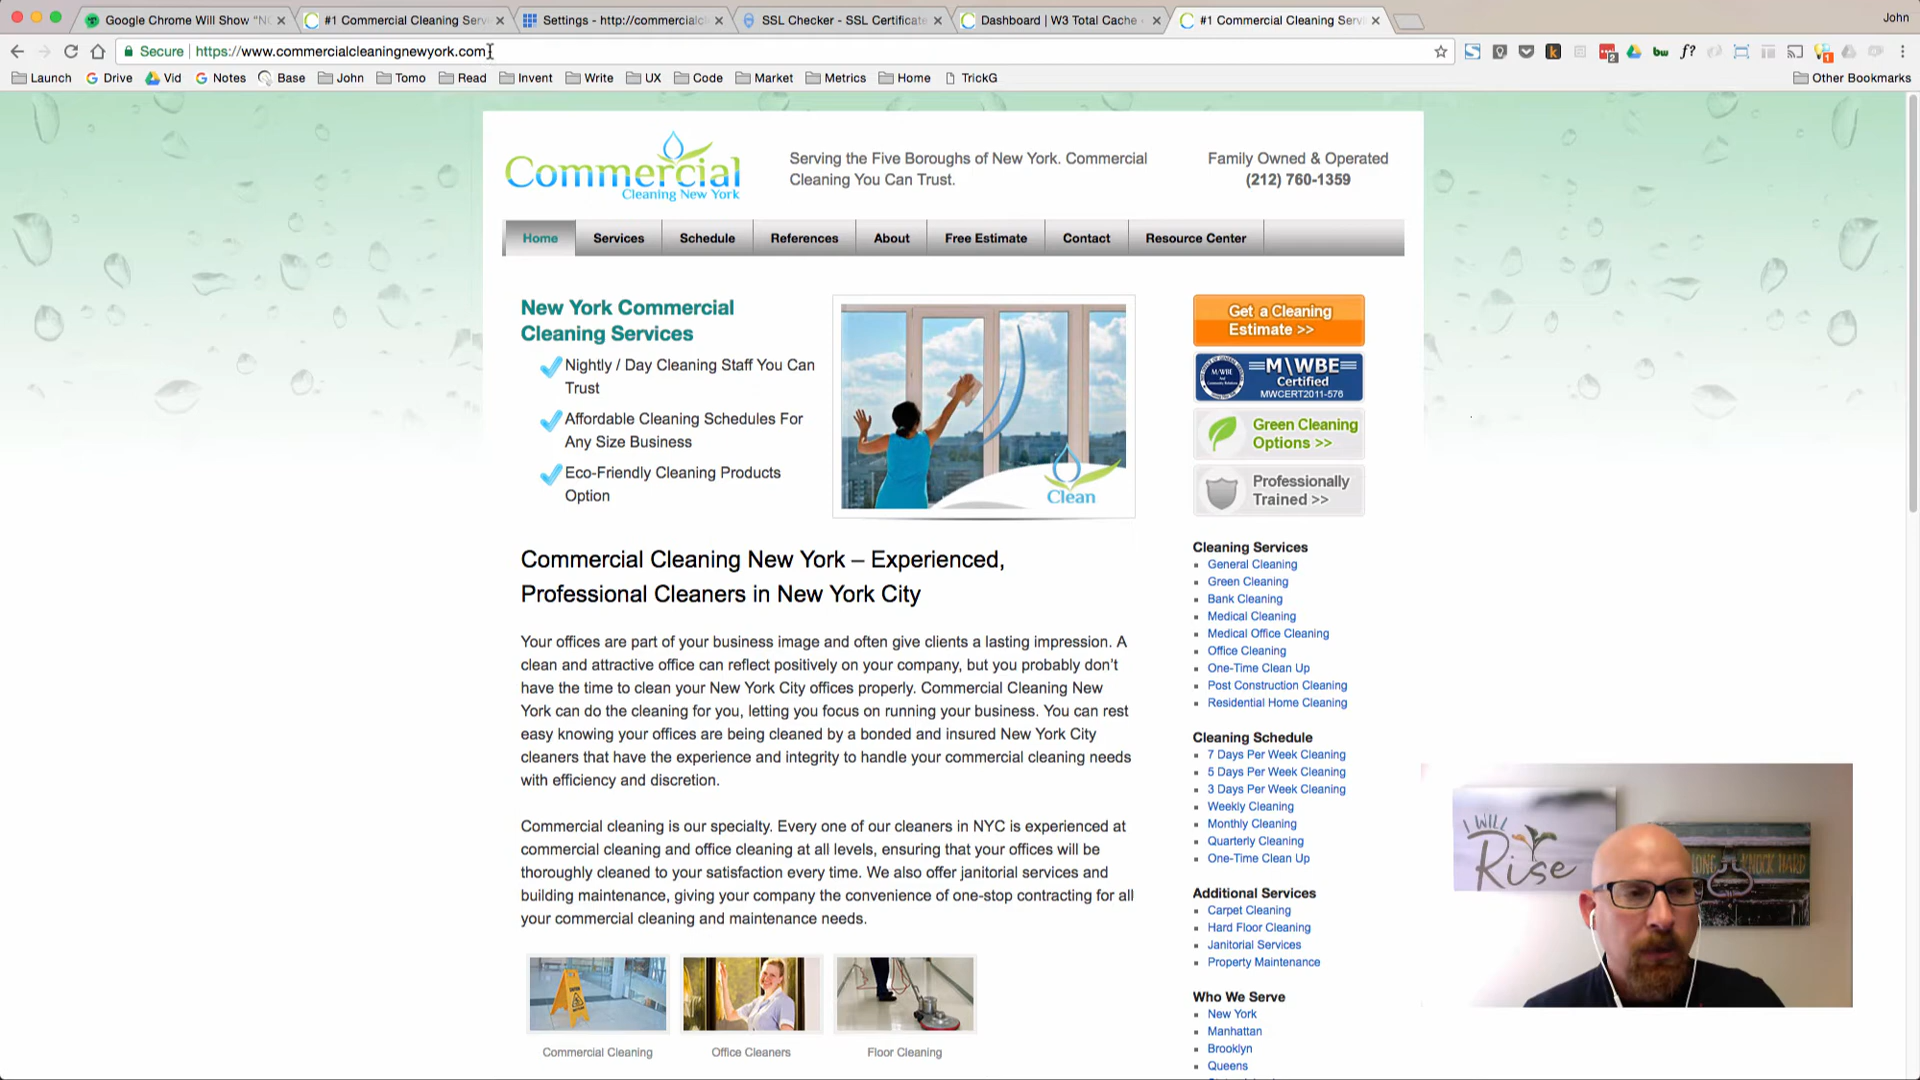 Google Chrome Will Show "N
#1 Commercial Cleaning Serv
Settings - http://commercialcl
SSL Checker - SSL Certificate
Dashboard | W3 Total Cache
#1 Commercial Cleaning Servi
John
Secure | https://www.commercialcleaningnewyork.com
Launch Drive Vid Notes Base John Tomo Read Invent Write UX Code Market Metrics Home TrickG Other Bookmarks
Commercial
Cleaning New York
Serving the Five Boroughs of New York. Commercial
Cleaning You Can Trust.
Family Owned & Operated
(212) 760-1359
Home Services Schedule References About Free Estimate Contact Resource Center
New York Commercial
Cleaning Services
Nightly / Day Cleaning Staff You Can
Trust
Affordable Cleaning Schedules For
Any Size Business
Eco-Friendly Cleaning Products
Option
Clean
Get a Cleaning
Estimate >>
M\WBE
Certified
MWCERT2011-576
Green Cleaning
Options >>
Professionally
Trained >>
Commercial Cleaning New York – Experienced,
Professional Cleaners in New York City
Your offices are part of your business image and often give clients a lasting impression. A
clean and attractive office can reflect positively on your company, but you probably don't
have the time to clean your New York City offices properly. Commercial Cleaning New
York can do the cleaning for you, letting you focus on running your business. You can rest
easy knowing your offices are being cleaned by a bonded and insured New York City
cleaners that have the experience and integrity to handle your commercial cleaning needs
with efficiency and discretion.
Commercial cleaning is our specialty. Every one of our cleaners in NYC is experienced at
commercial cleaning and office cleaning at all levels, ensuring that your offices will be
thoroughly cleaned to your satisfaction every time. We also offer janitorial services and
building maintenance, giving your company the convenience of one-stop contracting for all
your commercial cleaning and maintenance needs.
Commercial Cleaning
Office Cleaners
Floor Cleaning
Cleaning Services
General Cleaning
Green Cleaning
Bank Cleaning
Medical Cleaning
Medical Office Cleaning
Office Cleaning
One-Time Clean Up
Post Construction Cleaning
Residential Home Cleaning
Cleaning Schedule
7 Days Per Week Cleaning
5 Days Per Week Cleaning
3 Days Per Week Cleaning
Weekly Cleaning
Monthly Cleaning
Quarterly Cleaning
One-Time Clean Up
Additional Services
Carpet Cleaning
Hard Floor Cleaning
Janitorial Services
Property Maintenance
Who We Serve
New York
Manhattan
Brooklyn
Queens
I WILL
Rise
KNOCK HARD